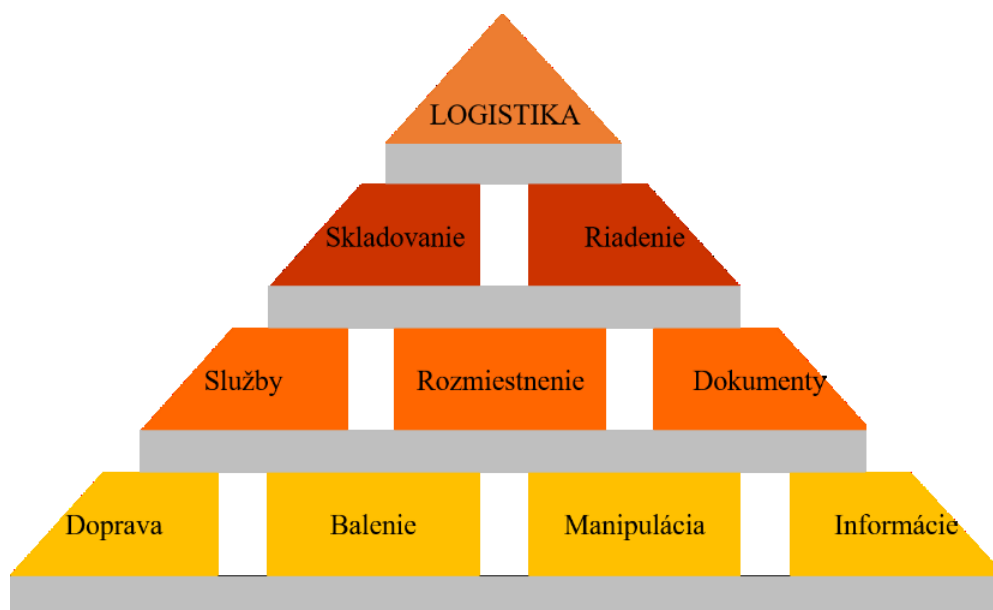 LOGISTIKA
Skladovanie Riadenie
Služby Rozmiestnenie Dokumenty
Doprava Balenie Manipulácia Informácie